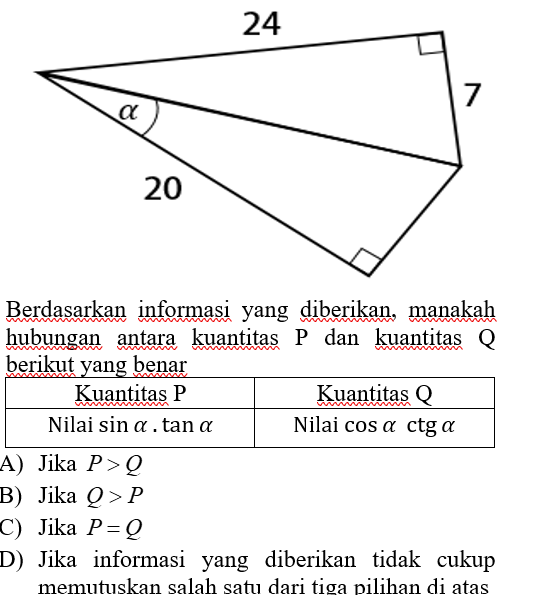 24
7
α
20
Berdasarkan informasi yang diberikan, manakah
hubungan antara kuantitas P dan kuantitas Q
berikut yang benar
Kuantitas P Kuantitas Q
Nilai sin α . tan α Nilai cos α ctg α
A) Jika P > Q
B) Jika Q > P
C) Jika P = Q
D) Jika informasi yang diberikan tidak cukup
memutuskan salah satu dari tiga pilihan di atas